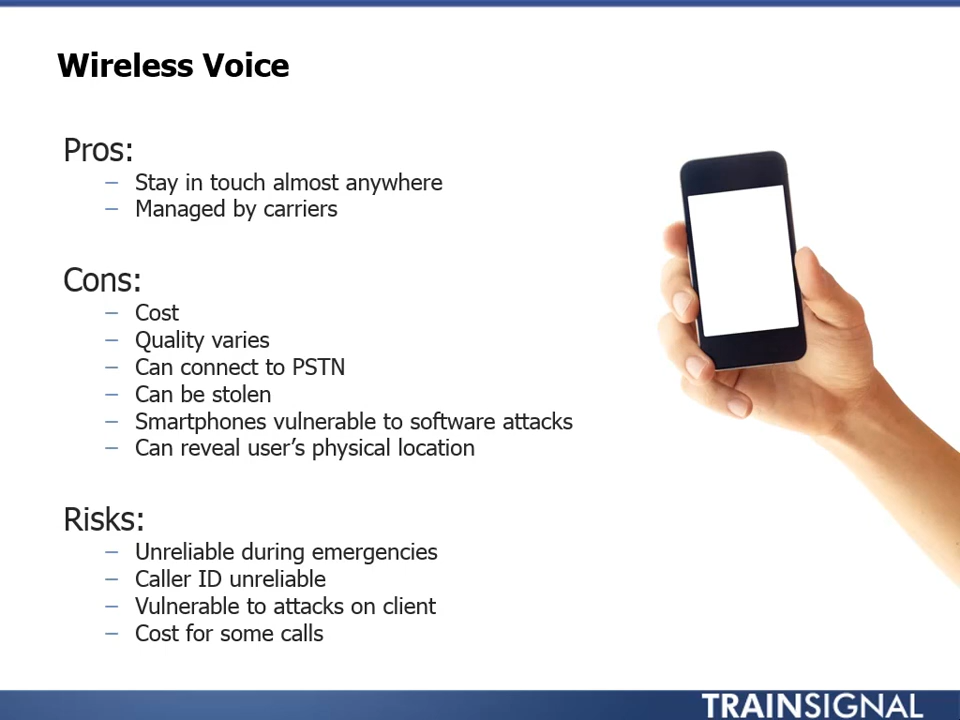 Wireless Voice
Pros:
– Stay in touch almost anywhere
– Managed by carriers
Cons:
– Cost
– Quality varies
– Can connect to PSTN
– Can be stolen
– Smartphones vulnerable to software attacks
– Can reveal user’s physical location
Risks:
– Unreliable during emergencies
– Caller ID unreliable
– Vulnerable to attacks on client
– Cost for some calls
TRAINSIGNAL